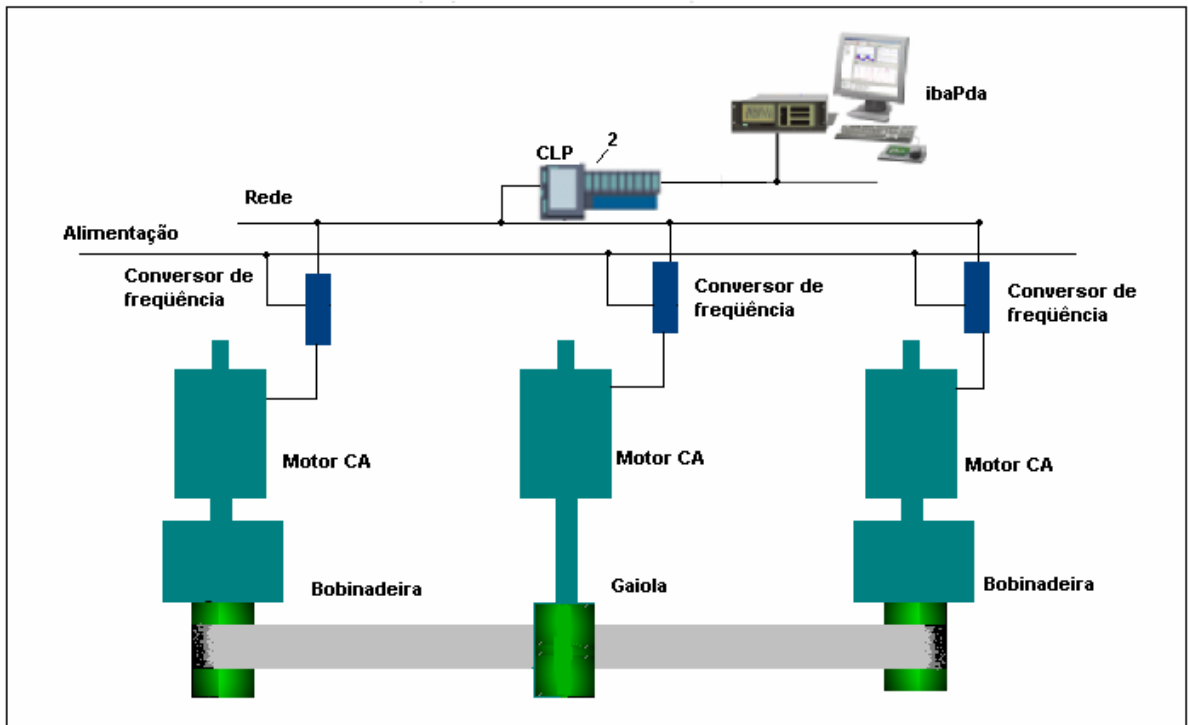 ibaPda
2
CLP
Rede
Alimentação
Conversor de
freqüência
Conversor de
freqüência
Conversor de
freqüência
Motor CA
Motor CA
Motor CA
Bobinadeira
Gaiola
Bobinadeira